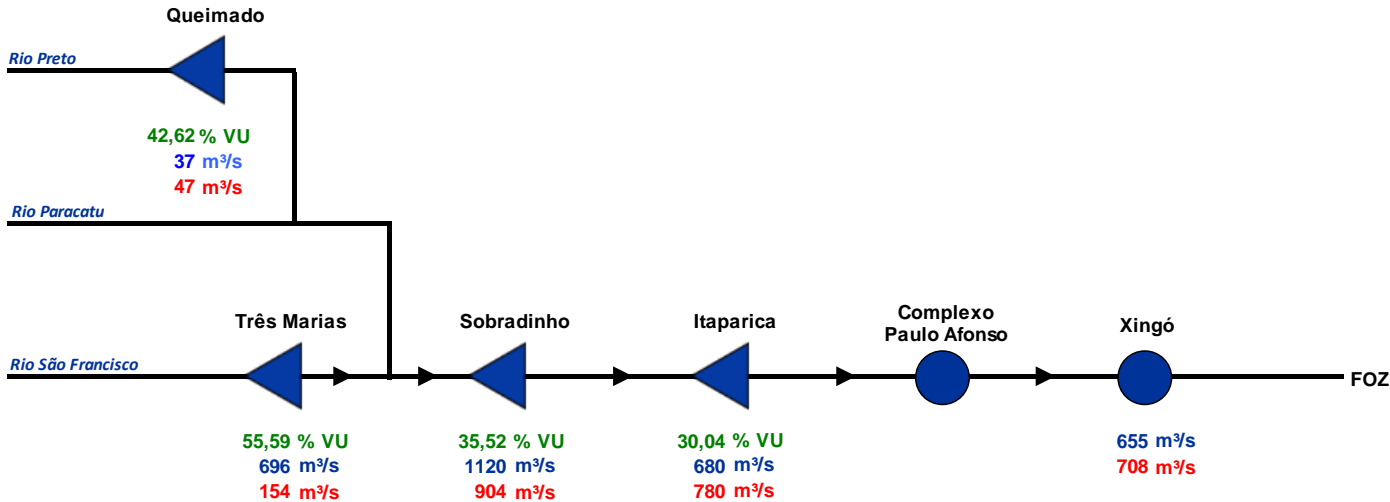 Queimado
Rio Preto
42,62 % VU
37 m³/s
47 m³/s
Rio Paracatu
Três Marias
Sobradinho
Itaparica
Complexo
Paulo Afonso
Xingó
Rio São Francisco
FOZ
55,59 % VU
696 m³/s
154 m³/s
35,52 % VU
1120 m³/s
904 m³/s
30,04 % VU
680 m³/s
780 m³/s
655 m³/s
708 m³/s